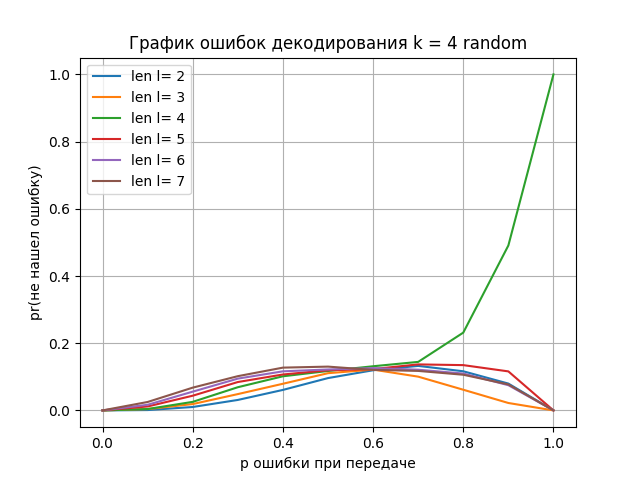 График ошибок декодирования k = 4 random
1.0
0.8
0.6
0.4
0.2
0.0
pr(не нашел ошибку)
len l= 2
len l= 3
len l= 4
len l= 5
len l= 6
len l= 7
0.0 0.2 0.4 0.6 0.8 1.0
p ошибки при передаче